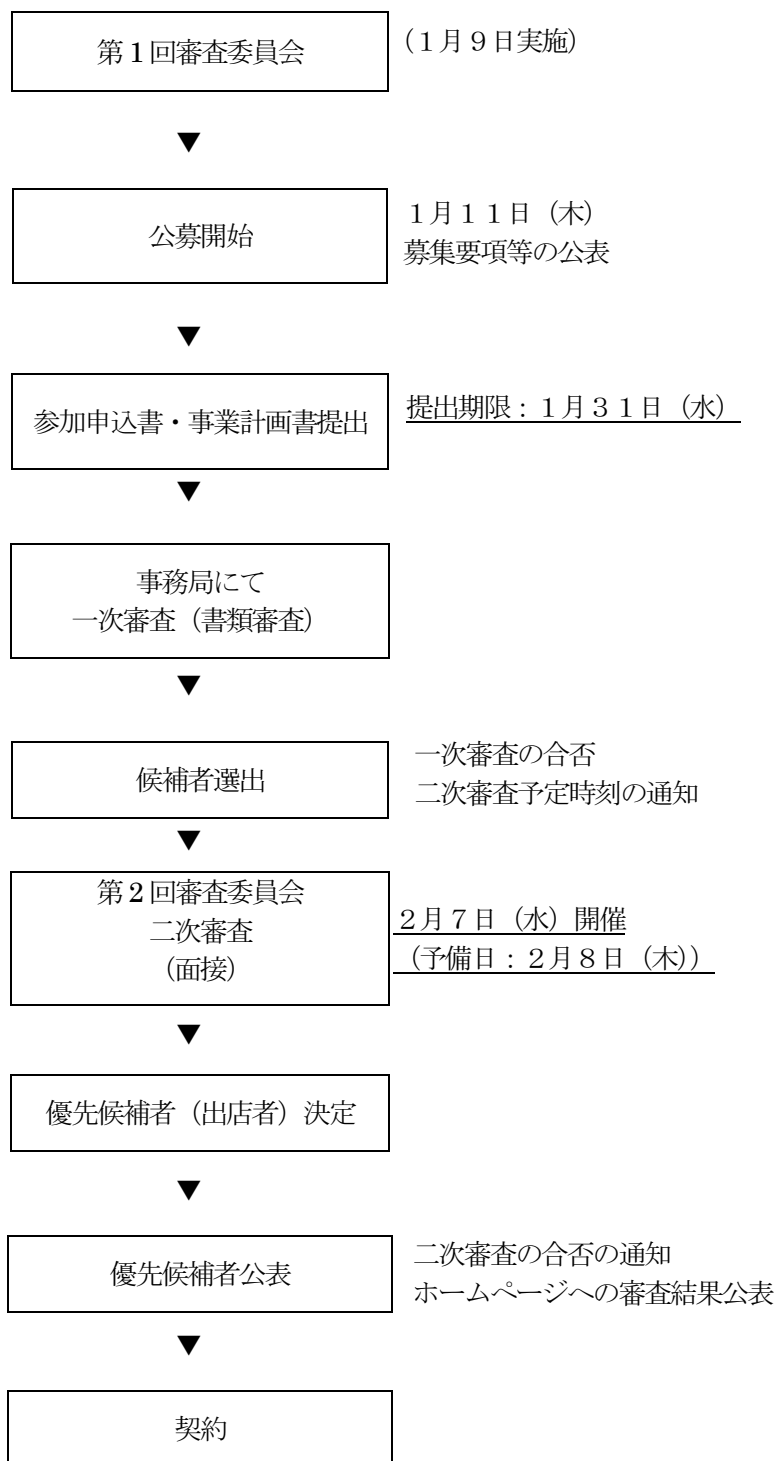 第1回審査委員会
（１月９日実施）
▼
公募開始
１月１１日（木）
募集要項等の公表
▼
参加申込書・事業計画書提出
提出期限：１月３１日（水）
▼
事務局にて
一次審査（書類審査）
▼
候補者選出
一次審査の合否
二次審査予定時刻の通知
▼
第2回審査委員会
二次審査
（面接）
２月７日（水）開催
（予備日：２月８日（木））
▼
優先候補者（出店者）決定
▼
優先候補者公表
二次審査の合否の通知
ホームページへの審査結果公表
▼
契約